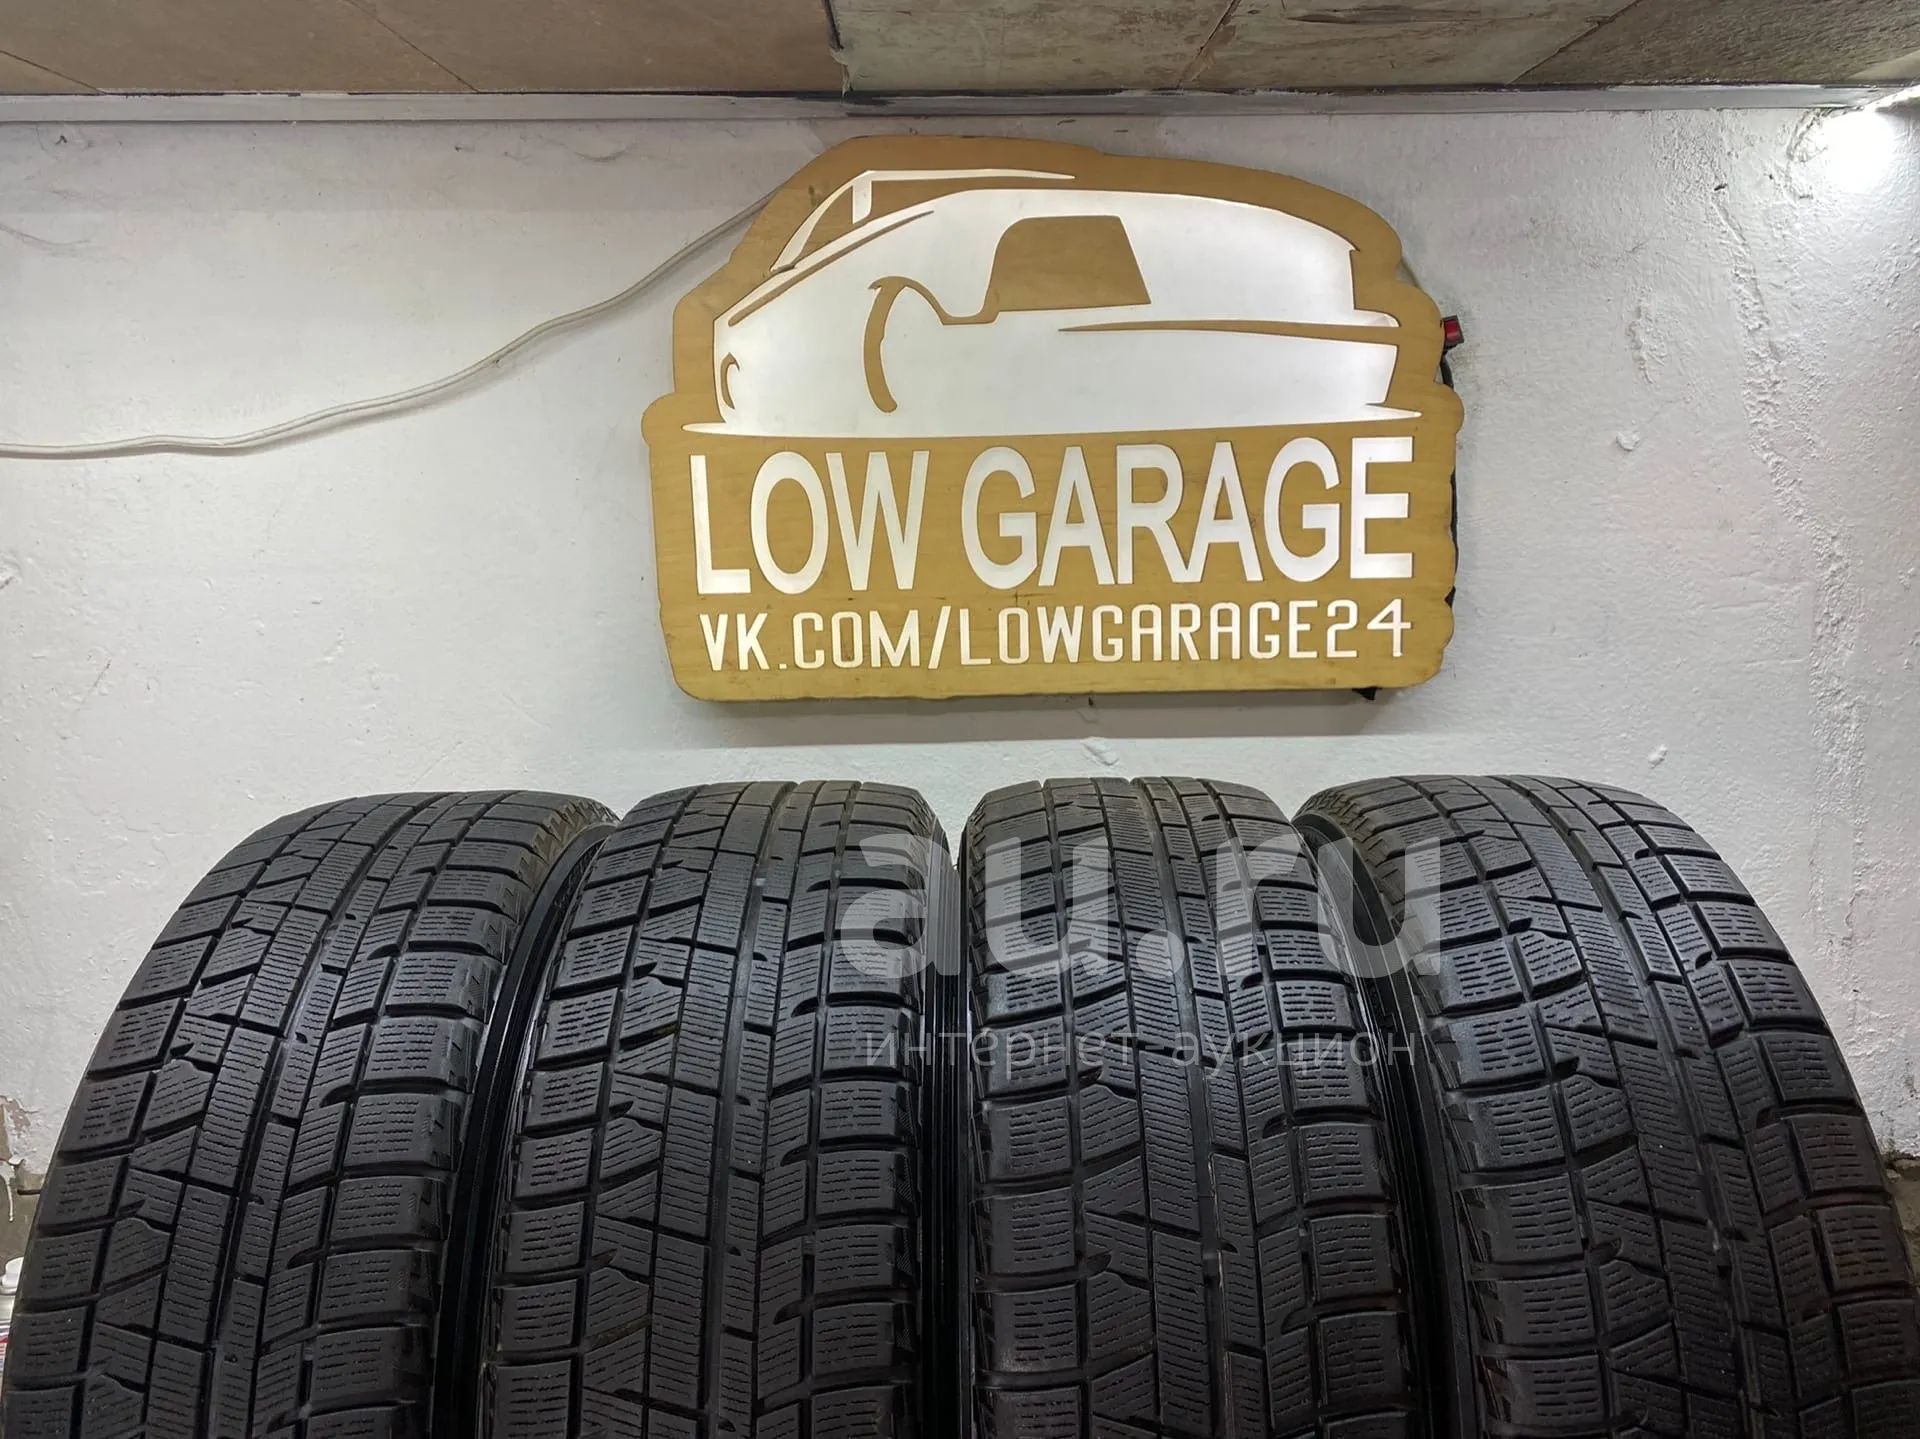 LOW GARAGE
VK.COM/LOWGARAGE24
au.ru
интернет аукцион